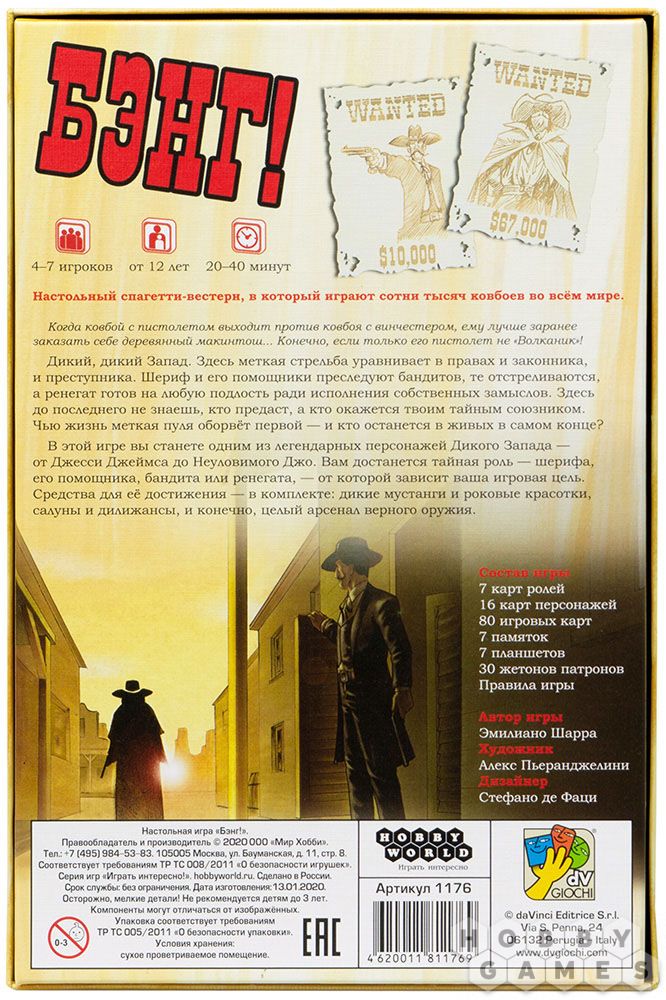 БЭНГ!
WANTED
$10,000
WANTED
$67,000
4–7 игроков
от 12 лет
20–40 минут
Настольный спагетти-вестерн, в который играют сотни тысяч ковбоев во всём мире.
Когда ковбой с пистолетом выходит против ковбоя с винчестером, ему лучше заранее
заказать себе деревянный макинтош... Конечно, если только его пистолет не «Волканик»!
Дикий, дикий Запад. Здесь меткая стрельба уравнивает в правах и законника,
и преступника. Шериф и его помощники преследуют бандитов, те отстреливаются,
а ренегат готов на любую подлость ради исполнения собственных замыслов. Здесь
до последнего не знаешь, кто предаст, а кто окажется твоим тайным союзником.
Чью жизнь меткая пуля оборвёт первой — и кто останется в живых в самом конце?
В этой игре вы станете одним из легендарных персонажей Дикого Запада —
от Джесси Джеймса до Неуловимого Джо. Вам достанется тайная роль — шерифа,
его помощника, бандита или ренегата, — от которой зависит ваша игровая цель.
Средства для её достижения — в комплекте: дикие мустанги и роковые красотки,
салуны и дилижансы, и конечно, целый арсенал верного оружия.
Состав игры
7 карт ролей
16 карт персонажей
80 игровых карт
7 памяток
7 планшетов
30 жетонов патронов
Правила игры
Автор игры
Эмилиано Шарра
Художник
Алекс Пьеранджелини
Дизайнер
Стефано де Фаци
Настольная игра «Бэнг!».
Правообладатель и производитель © 2020 ООО «Мир Хобби».
Тел.: +7 (495) 984-53-83. 105005 Москва, ул. Бауманская, д. 11, стр. 8.
Соответствует требованиям ТР ТС 008/2011 «О безопасности игрушек».
Серия игр «Играть интересно!». hobbyworld.ru. Сделано в России.
Срок службы: без ограничения. Дата изготовления: 13.01.2020.
Осторожно, мелкие детали! Не рекомендуется детям до 3 лет.
Компоненты могут отличаться от изображённых.
Упаковка соответствует требованиям
ТР ТС 005/2011 «О безопасности упаковки».
Условия хранения:
сухое проветриваемое помещение.
0-3
EAC
HOBBY
WORLD
Играть интересно
Артикул 1176
4620011811769
dV
GIOCHI
© daVinci Editrice S.r.l.
Via S. Penna, 24
06132 Perugia - Italy
www.dvgiochi.com
HOBBY
GAMES